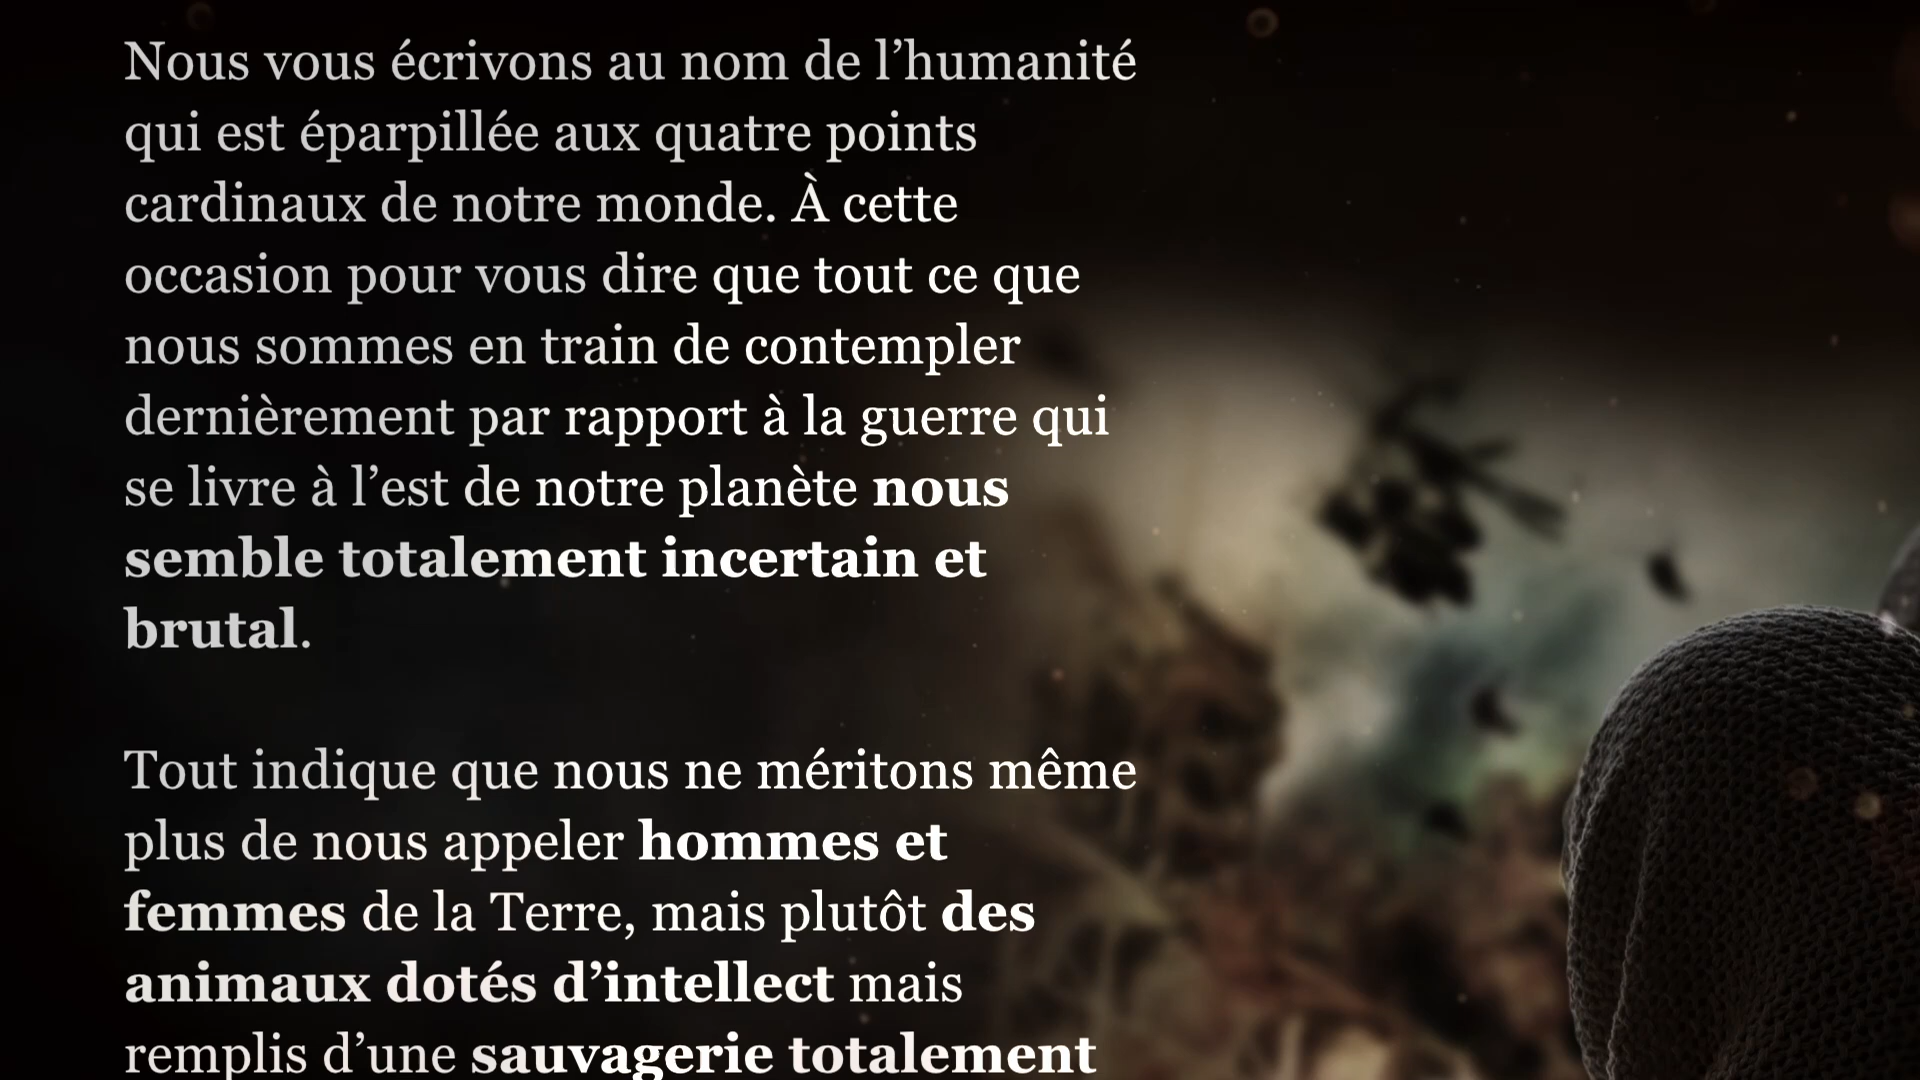 Nous vous écrivons au nom de l’humanité
qui est éparpillée aux quatre points
cardinaux de notre monde. À cette
occasion pour vous dire que tout ce que
nous sommes en train de contempler
dernièrement par rapport à la guerre qui
se livre à l’est de notre planète nous
semble totalement incertain et
brutal.
Tout indique que nous ne méritons même
plus de nous appeler hommes et
femmes de la Terre, mais plutôt des
animaux dotés d’intellect mais
remplis d’une sauvagerie totalement